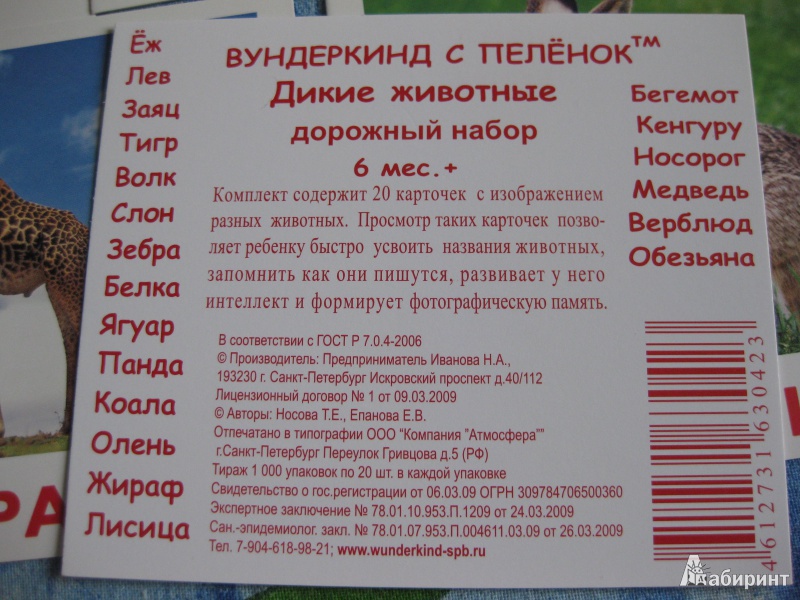 Ёж
Лев
Заяц
Тигр
Волк
Слон
Зебра
Белка
Ягуар
Панда
Коала
Олень
Жираф
Лисица
ВУНДЕРКИНД С ПЕЛЁНОК™
Дикие животные
дорожный набор
6 мес.+
Комплект содержит 20 карточек с изображением
разных животных. Просмотр таких карточек позво-
ляет ребенку быстро усвоить названия животных,
запомнить как они пишутся, развивает у него
интеллект и формирует фотографическую память.
В соответствии с ГОСТ Р 7.0.4-2006
© Производитель: Предприниматель Иванова Н.А.,
193230 г. Санкт-Петербург Искровский проспект д.40/112
Лицензионный договор № 1 от 09.03.2009
© Авторы: Носова Т.Е., Епанова Е.В.
Отпечатано в типографии ООО "Компания "Атмосфера""
г.Санкт-Петербург Переулок Гривцова д.5 (РФ)
Тираж 1 000 упаковок по 20 шт. в каждой упаковке
Свидетельство о гос.регистрации от 06.03.09 ОГРН 309784706500360
Экспертное заключение № 78.01.10.953.П.1209 от 24.03.2009
Сан.-эпидемиолог. закл. № 78.01.07.953.П.004611.03.09 от 26.03.2009
Тел. 7-904-618-98-21; www.wunderkind-spb.ru
Бегемот
Кенгуру
Носорог
Медведь
Верблюд
Обезьяна
4 612731 630423
РА
Лабиринт